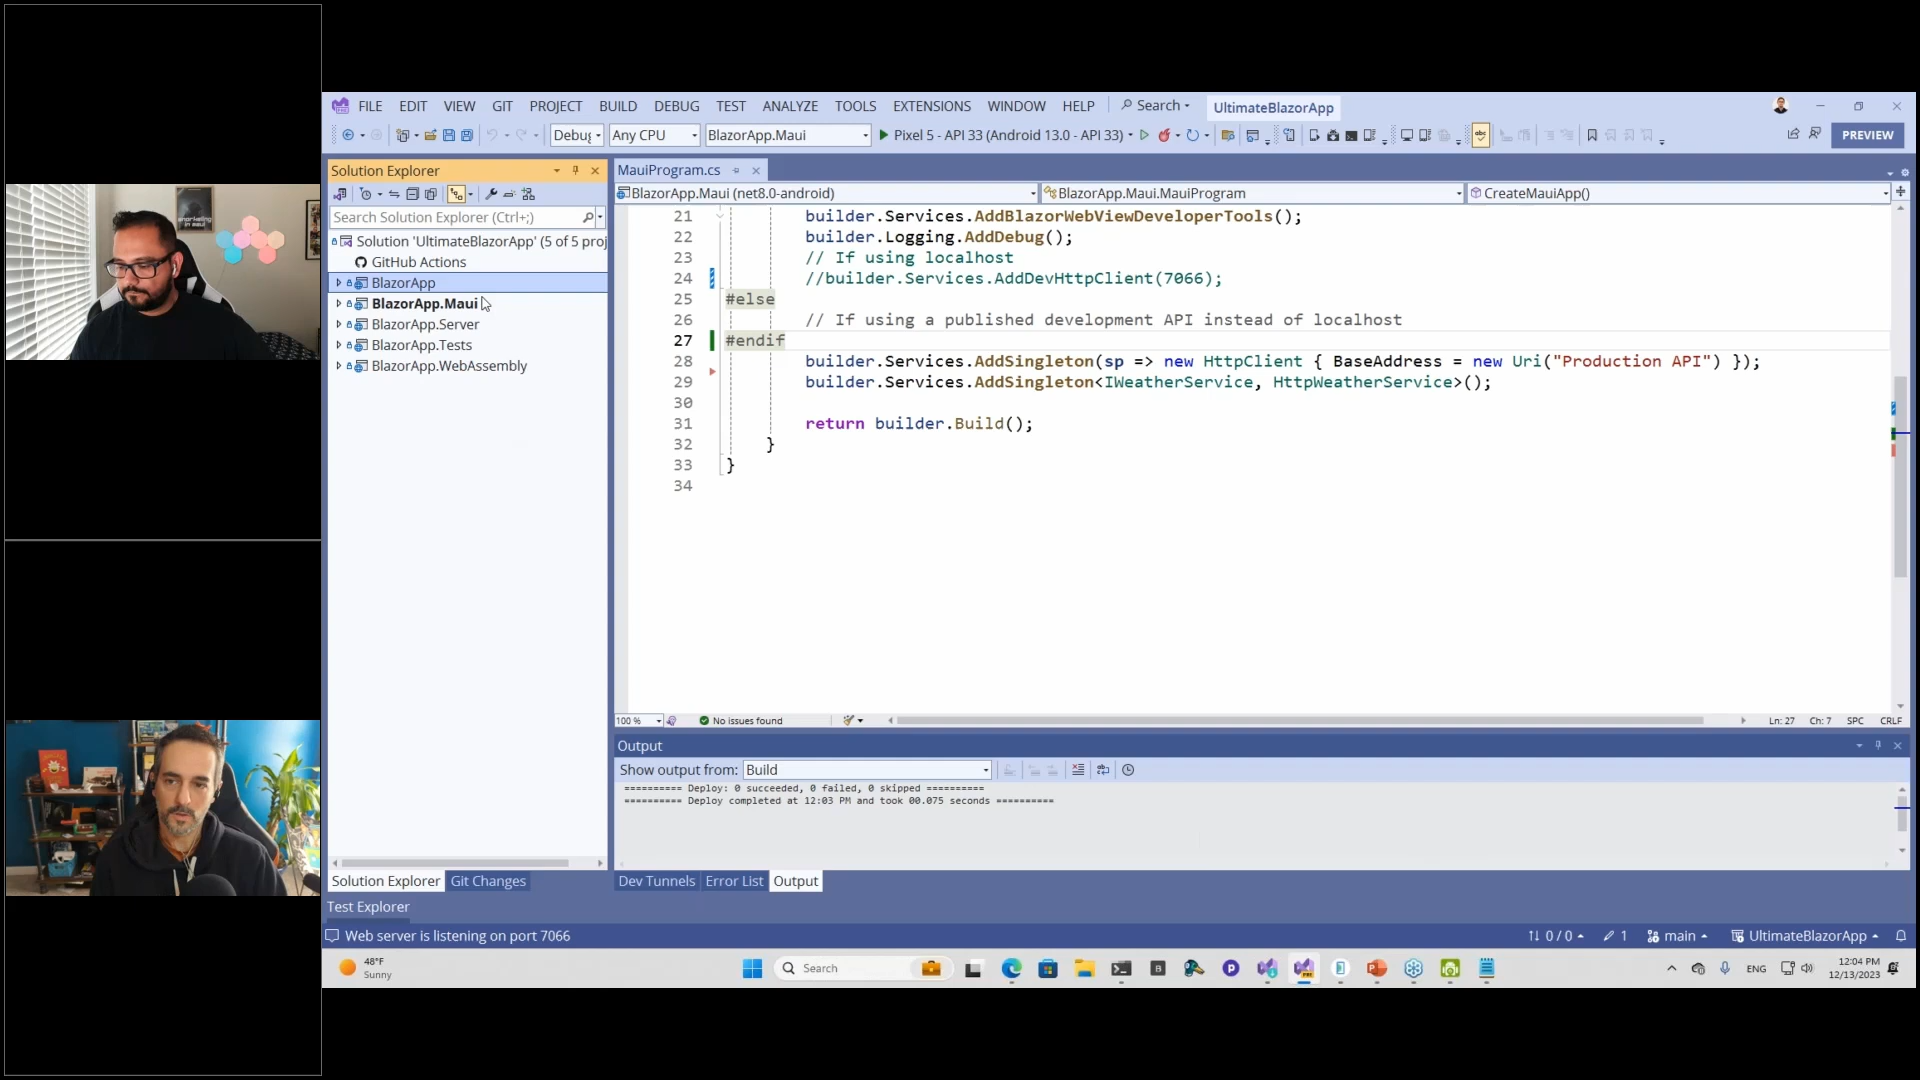 FILE EDIT VIEW GIT PROJECT BUILD DEBUG TEST ANALYZE TOOLS EXTENSIONS WINDOW HELP Search UltimateBlazorApp
Debug Any CPU BlazorApp.Maui Pixel 5 - API 33 (Android 13.0 - API 33) PREVIEW
Solution Explorer
Search Solution Explorer (Ctrl+;)
Solution 'UltimateBlazorApp' (5 of 5 proj
GitHub Actions
BlazorApp
BlazorApp.Maui
BlazorApp.Server
BlazorApp.Tests
BlazorApp.WebAssembly
MauiProgram.cs
BlazorApp.Maui (net8.0-android) BlazorApp.Maui.MauiProgram CreateMauiApp()
21 builder.Services.AddBlazorWebViewDeveloperTools();
22 builder.Logging.AddDebug();
23 // If using localhost
24 //builder.Services.AddDevHttpClient(7066);
25 #else
26 // If using a published development API instead of localhost
27 #endif
28 builder.Services.AddSingleton(sp => new HttpClient { BaseAddress = new Uri("Production API") });
29 builder.Services.AddSingleton<IWeatherService, HttpWeatherService>();
30
31 return builder.Build();
32 }
33 }
34
100 % No issues found Ln: 27 Ch: 7 SPC CRLF
Output
Show output from: Build
========== Deploy: 0 succeeded, 0 failed, 0 skipped ==========
========== Deploy completed at 12:03 PM and took 00.075 seconds ==========
Solution Explorer Git Changes
Dev Tunnels Error List Output
Test Explorer
Web server is listening on port 7066 0 / 0 1 main UltimateBlazorApp
48°F
Sunny
Search
ENG
12:04 PM
12/13/2023